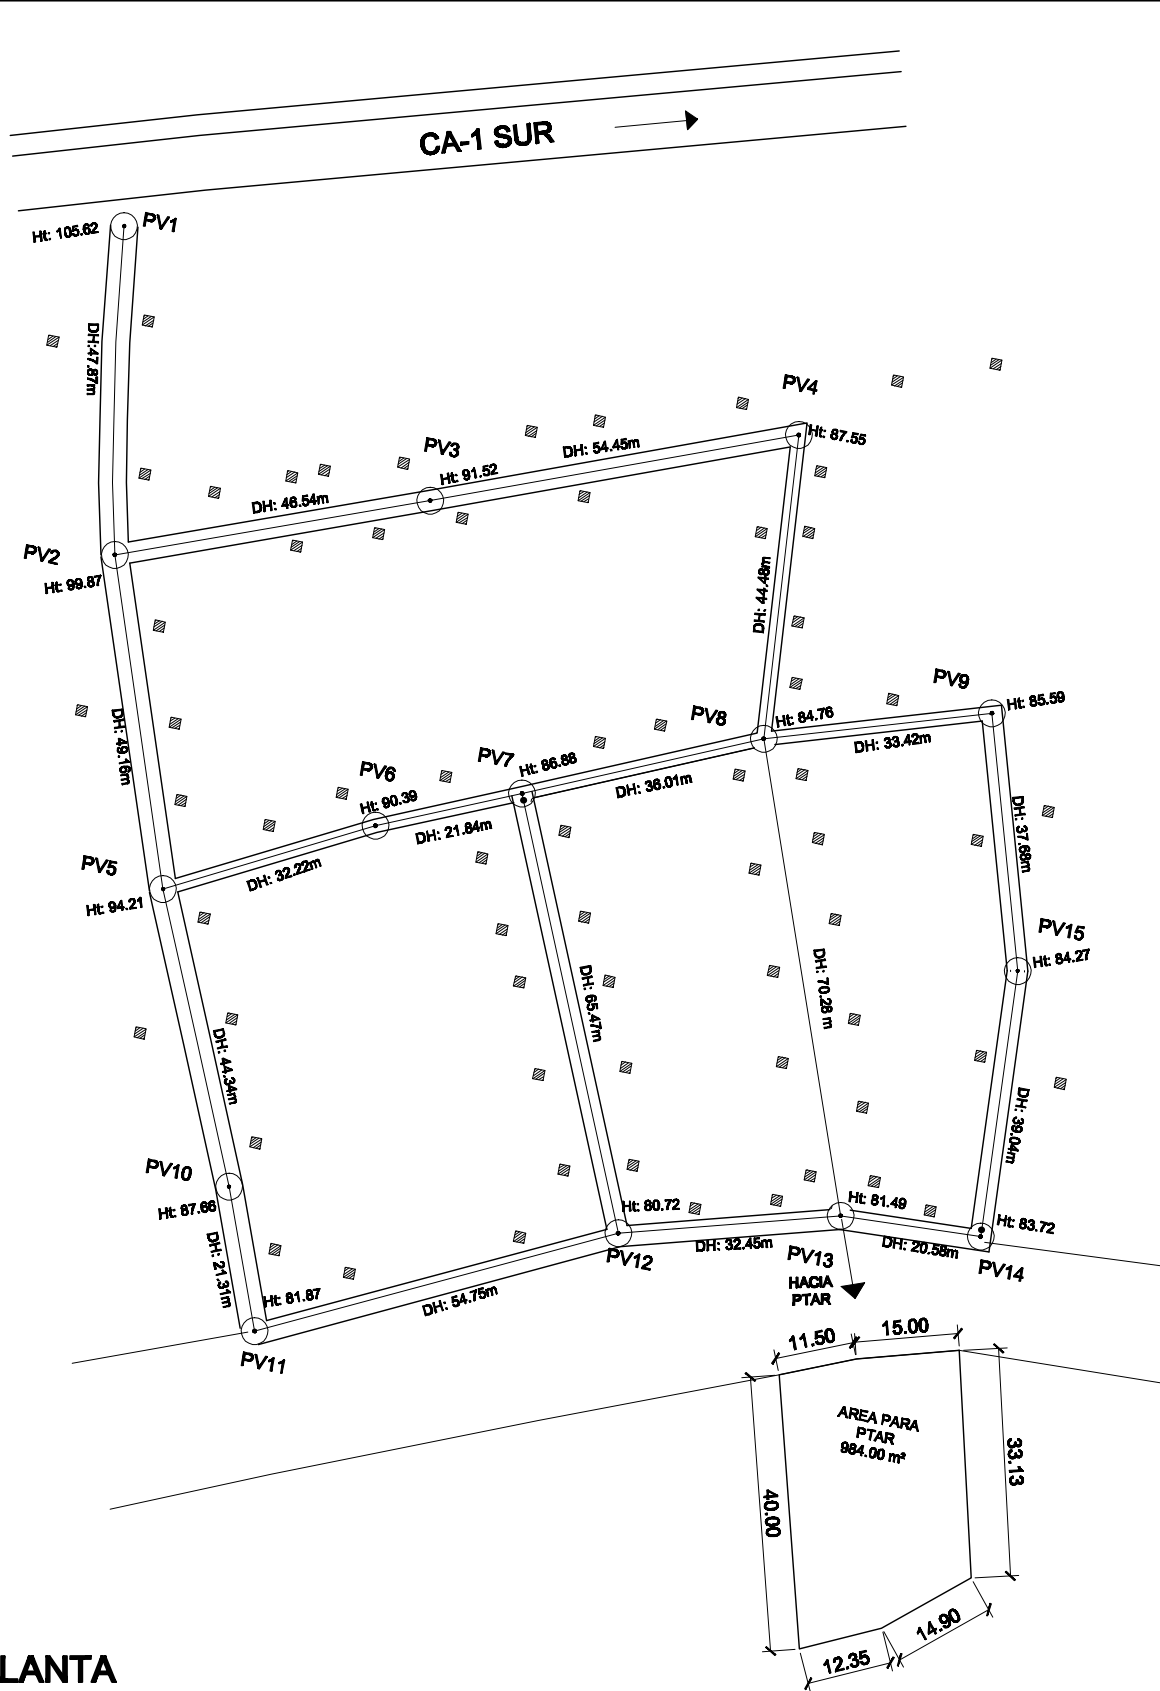 CA-1 SUR
PV1
Ht: 105.62
DH:47.87m
PV4
Ht: 87.55
PV3
DH: 54.45m
Ht: 91.52
DH: 46.54m
PV2
Ht: 99.87
DH: 44.48m
PV9
Ht: 85.59
PV8
Ht: 84.76
DH: 33.42m
DH: 49.16m
PV7
Ht: 86.88
PV6
Ht: 90.39
DH: 36.01m
DH: 21.84m
DH: 37.68m
PV5
Ht: 94.21
DH: 32.22m
PV15
Ht: 84.27
DH: 70.28 m
DH: 65.47m
DH: 44.34m
DH: 39.04m
PV10
Ht: 87.66
Ht: 80.72
Ht: 81.49
Ht: 83.72
DH: 21.31m
PV12
DH: 32.45m
PV13
DH: 20.58m
PV14
HACIA
PTAR
Ht: 81.87
DH: 54.75m
PV11
11.50
15.00
AREA PARA
PTAR
984.00 m²
33.13
40.00
14.90
12.35
LANTA